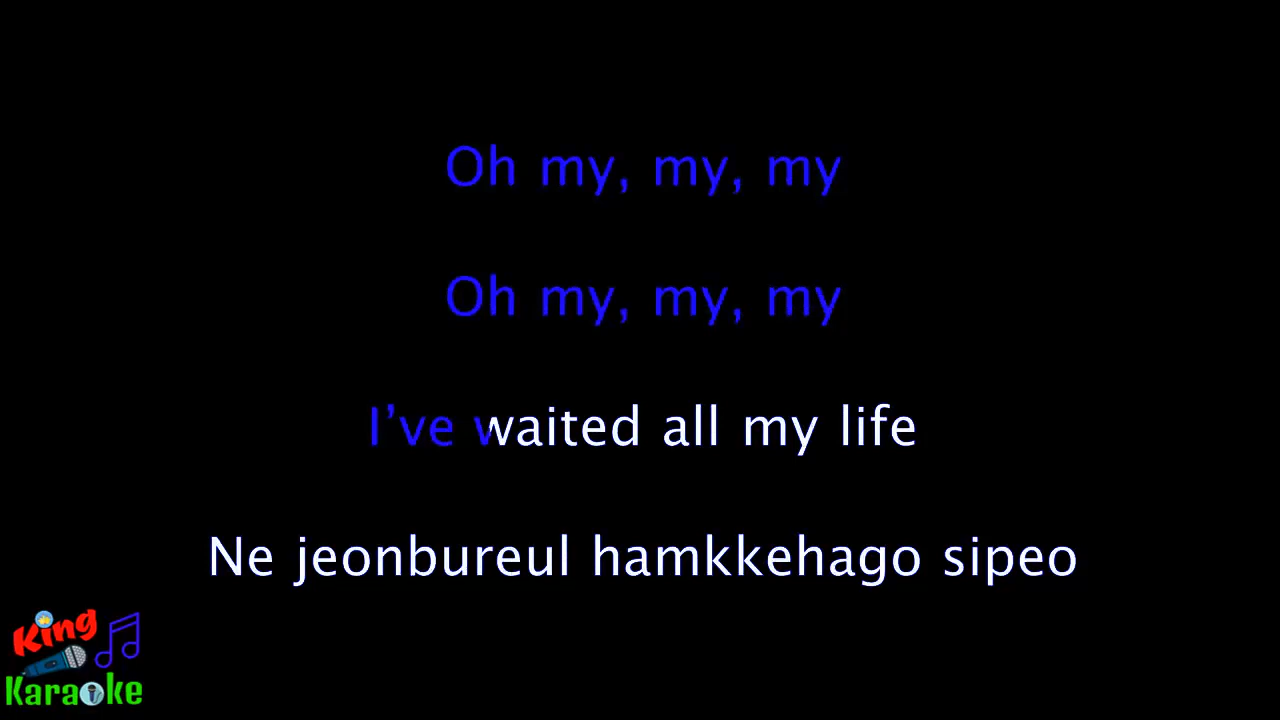 Oh my, my, my
Oh my, my, my
I’ve waited all my life
Ne jeonbureul hamkkehago sipeo
King
Karaoke